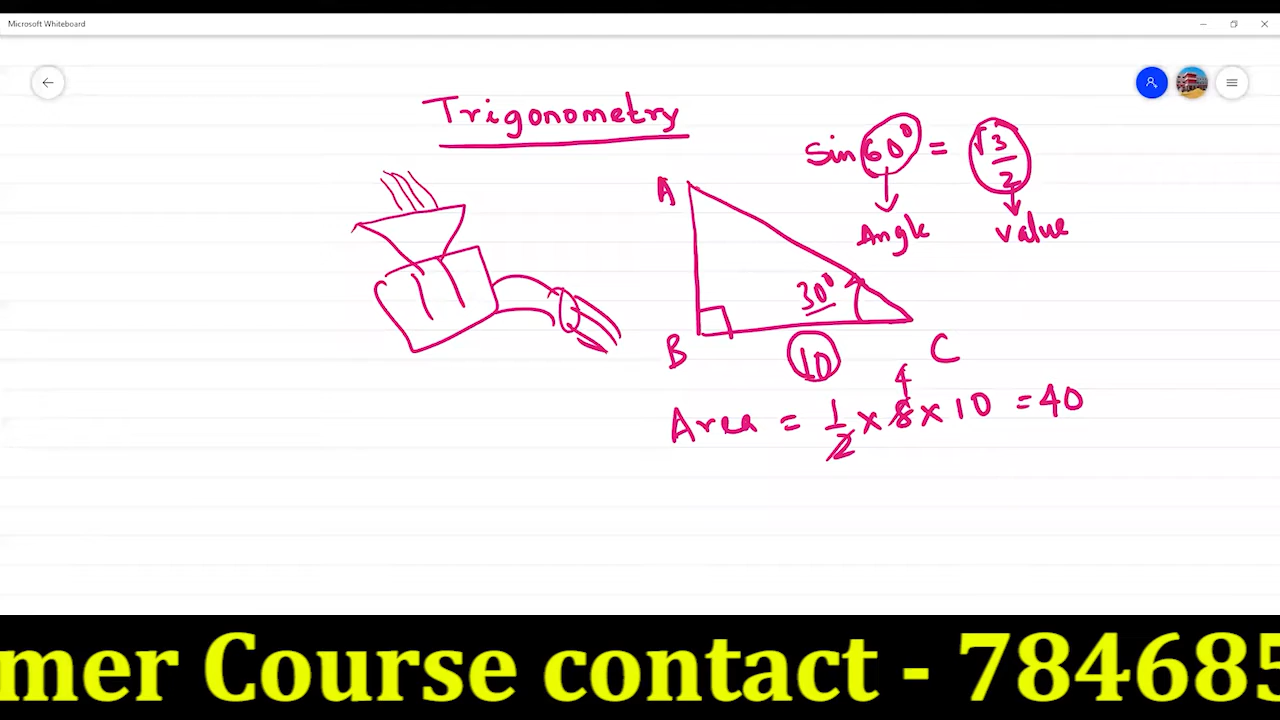 Microsoft Whiteboard
Trigonometry
sin 60° = √3/2
Angle
value
A
30°
B
10
C
4
Area = 1/2 × 8 × 10 = 40
mer Course contact - 784685